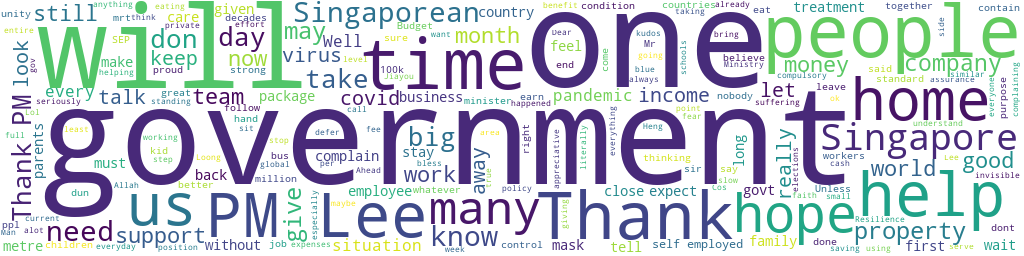 will
government
one
people
time
home
Thank
help
PM Lee
hope
us
many
Singapore
Singaporean
need
give
day
don
keep
may
month
virus
take
now
big
work
know
support
situation
talk
team
every
look
Thank PM
still
care
given
Well
country
treatment
together
contain
money
company
pandemic
income
let
covid
business
minister
package
complain
employee
whatever
stay
away
really
long
govt
world
good
property
first
wait
family
mask
tell
self employed
close
expect
without
metre
must
back
parents
make
feel
condition
standard
workers
Unless
Resilience
assurance
purpose
invisible
everyone
complaining
understand
similar
elections
suffering
nobody
believe
Ministry
compulsory
schools
thinking
appreciative
literally
everything
especially
expenses
position
children
everyday
current
Allah
better
million
global
working
standing
strong
proud
helping
seriously
anything
eating
decades
effort
private
entire
unity
mrt
think
SEP
Budget
want
sure
level
100k
Jiayou
earn
happened
follow
hand
sit
great
kid
step
Loong
bus
stop
call
per
defer
fee
Ahead
bless
policy
control
week
job
maybe
giving
area
right
end
come
blue
always
Dear
kudos
Mr
going
countries
taking
benefit
already
bring
eat
said
leave
ok
dont
serve
using
saving
done
small
faith
cash
Heng
point
fear
sir
say
slow
Cos
Lee
side
full
least
ppl
Wan
alot
dun
gov
Lol